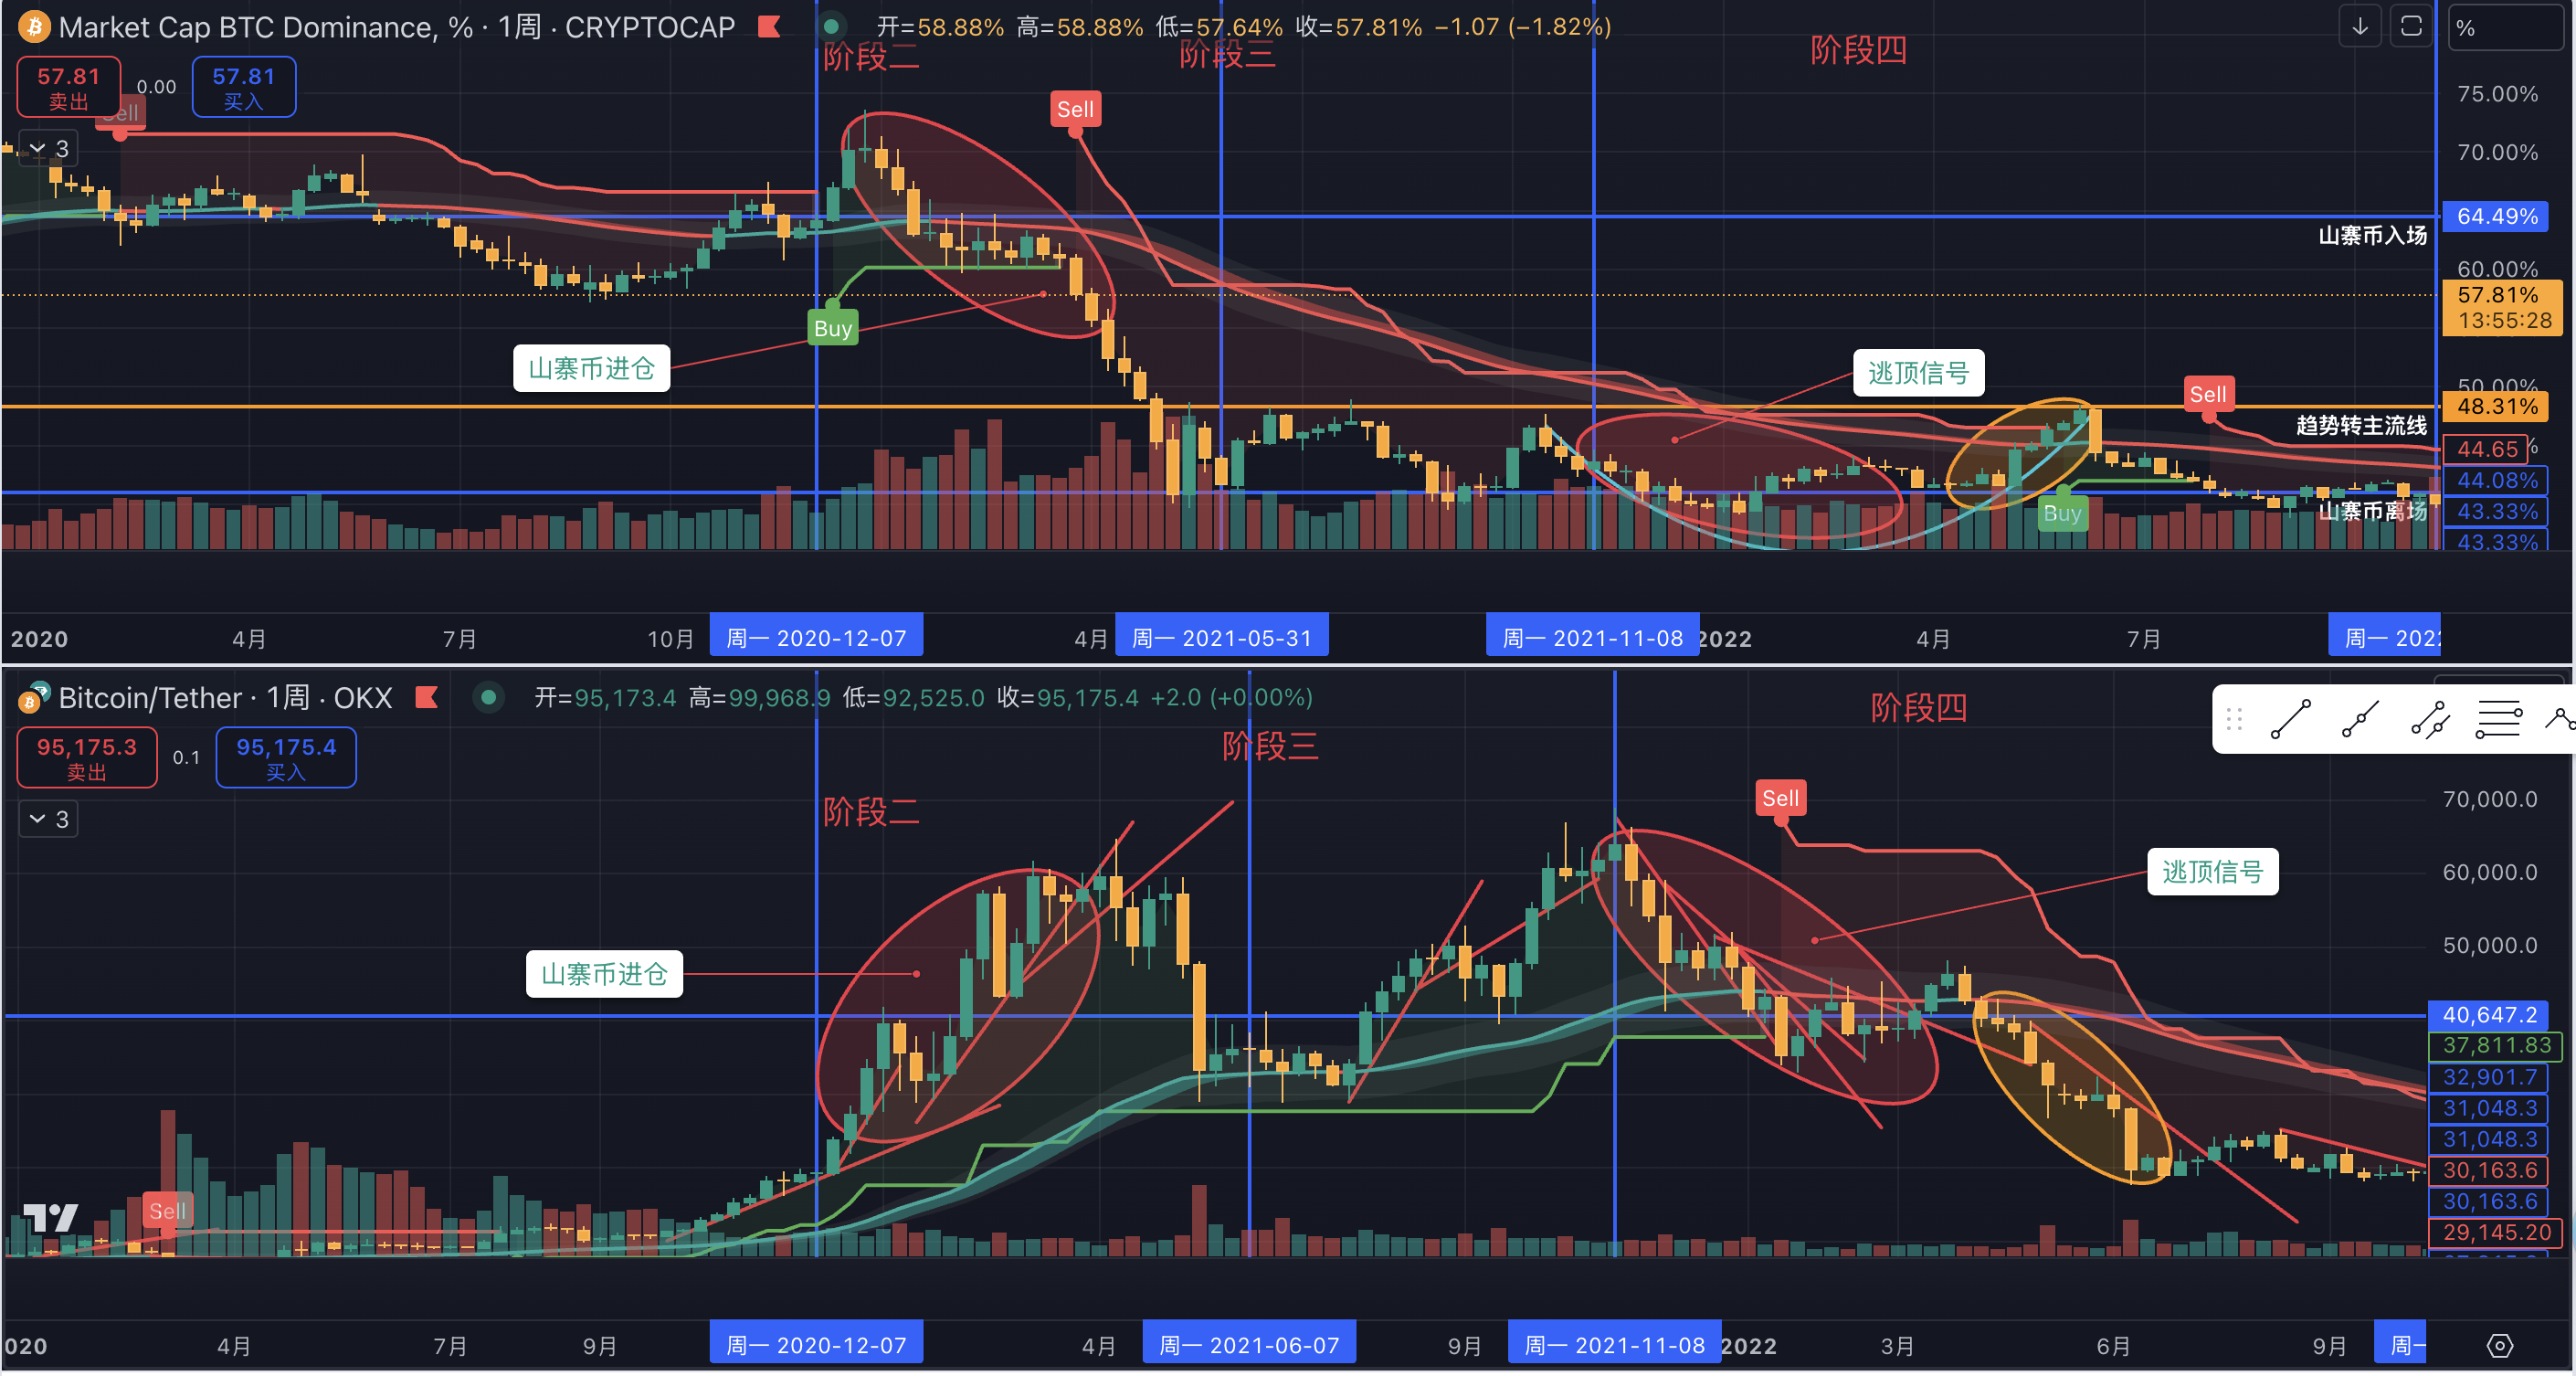 Market Cap BTC Dominance, % · 1周 · CRYPTOCAP
开=58.88% 高=58.88% 低=57.64% 收=57.81% −1.07 (−1.82%)
%
阶段二
阶段三
阶段四
57.81
卖出
0.00
57.81
买入
Sell
3
Sell
75.00%
70.00%
64.49%
山寨币入场
60.00%
57.81%
13:55:28
Buy
山寨币进仓
逃顶信号
50.00%
Sell
48.31%
趋势转主流线
44.65
44.08%
Buy
山寨币离场
43.33%
43.33%
2020
4月
7月
10月
周一 2020-12-07
4月
周一 2021-05-31
周一 2021-11-08
2022
4月
7月
周一 202
Bitcoin/Tether · 1周 · OKX
开=95,173.4 高=99,968.9 低=92,525.0 收=95,175.4 +2.0 (+0.00%)
阶段四
阶段三
95,175.3
卖出
0.1
95,175.4
买入
阶段二
3
Sell
70,000.0
60,000.0
逃顶信号
50,000.0
山寨币进仓
40,647.2
37,811.83
32,901.7
31,048.3
31,048.3
30,163.6
30,163.6
29,145.20
Sell
020
4月
7月
9月
周一 2020-12-07
4月
周一 2021-06-07
9月
周一 2021-11-08
2022
3月
6月
9月
周一